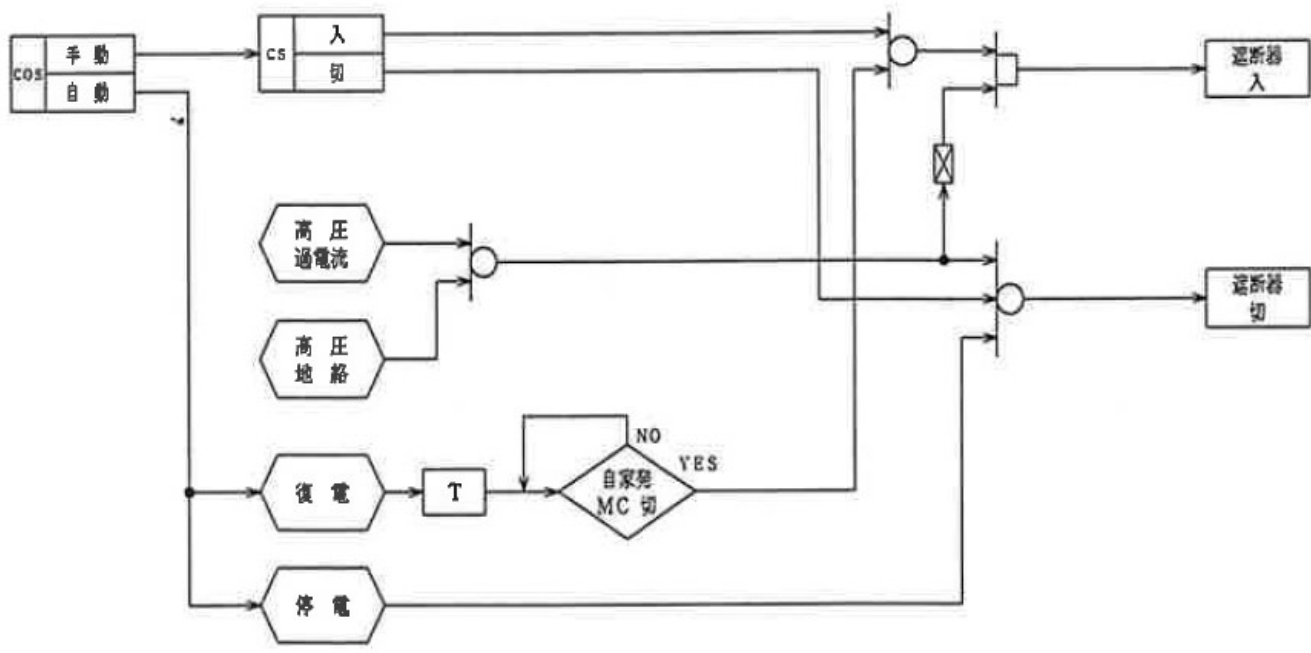 COS
手動
自動
?
CS
入
切
遮断器
入
高圧
過電流
高圧
地絡
遮断器
切
復電
T
NO
YES
自家発
MC 切
停電